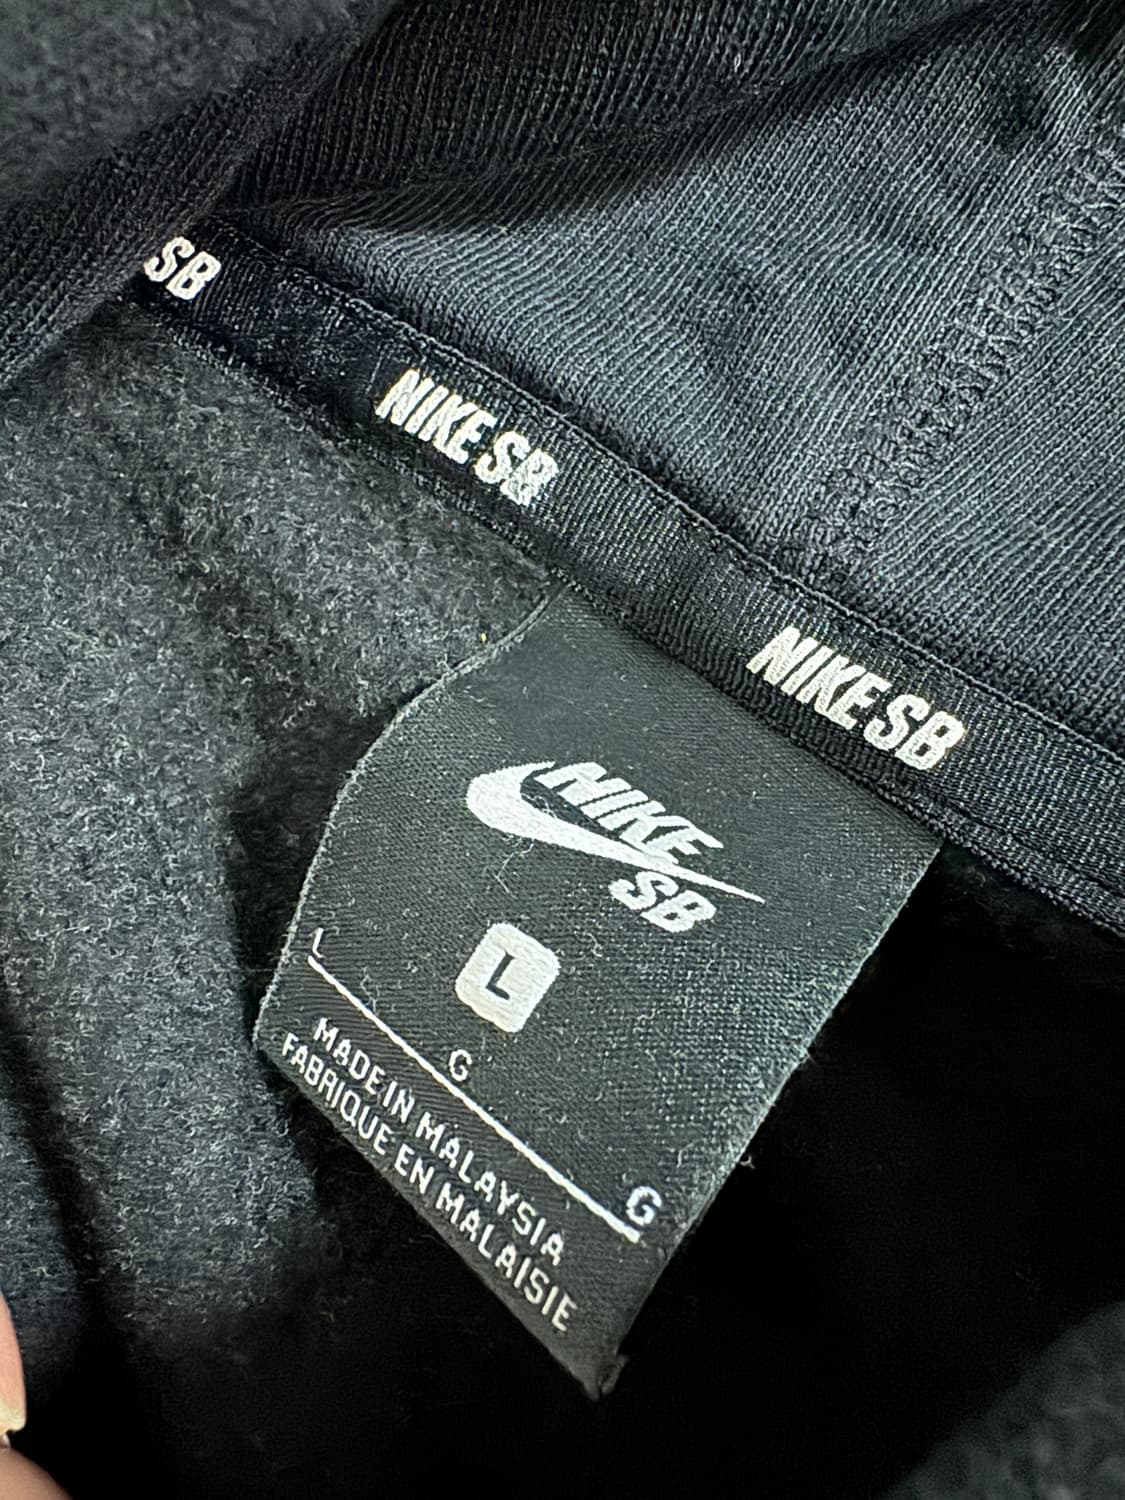 SB
NIKE SB
NIKE SB
NIKE
SB
L
L
G
G
MADE IN MALAYSIA
FABRIQUE EN MALAISIE